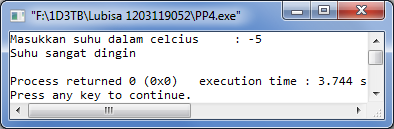 "F:\1D3TB\Lubisa 1203119052\PP4.exe"
Masukkan suhu dalam celcius     : -5
Suhu sangat dingin

Process returned 0 (0x0)   execution time : 3.744 s
Press any key to continue.